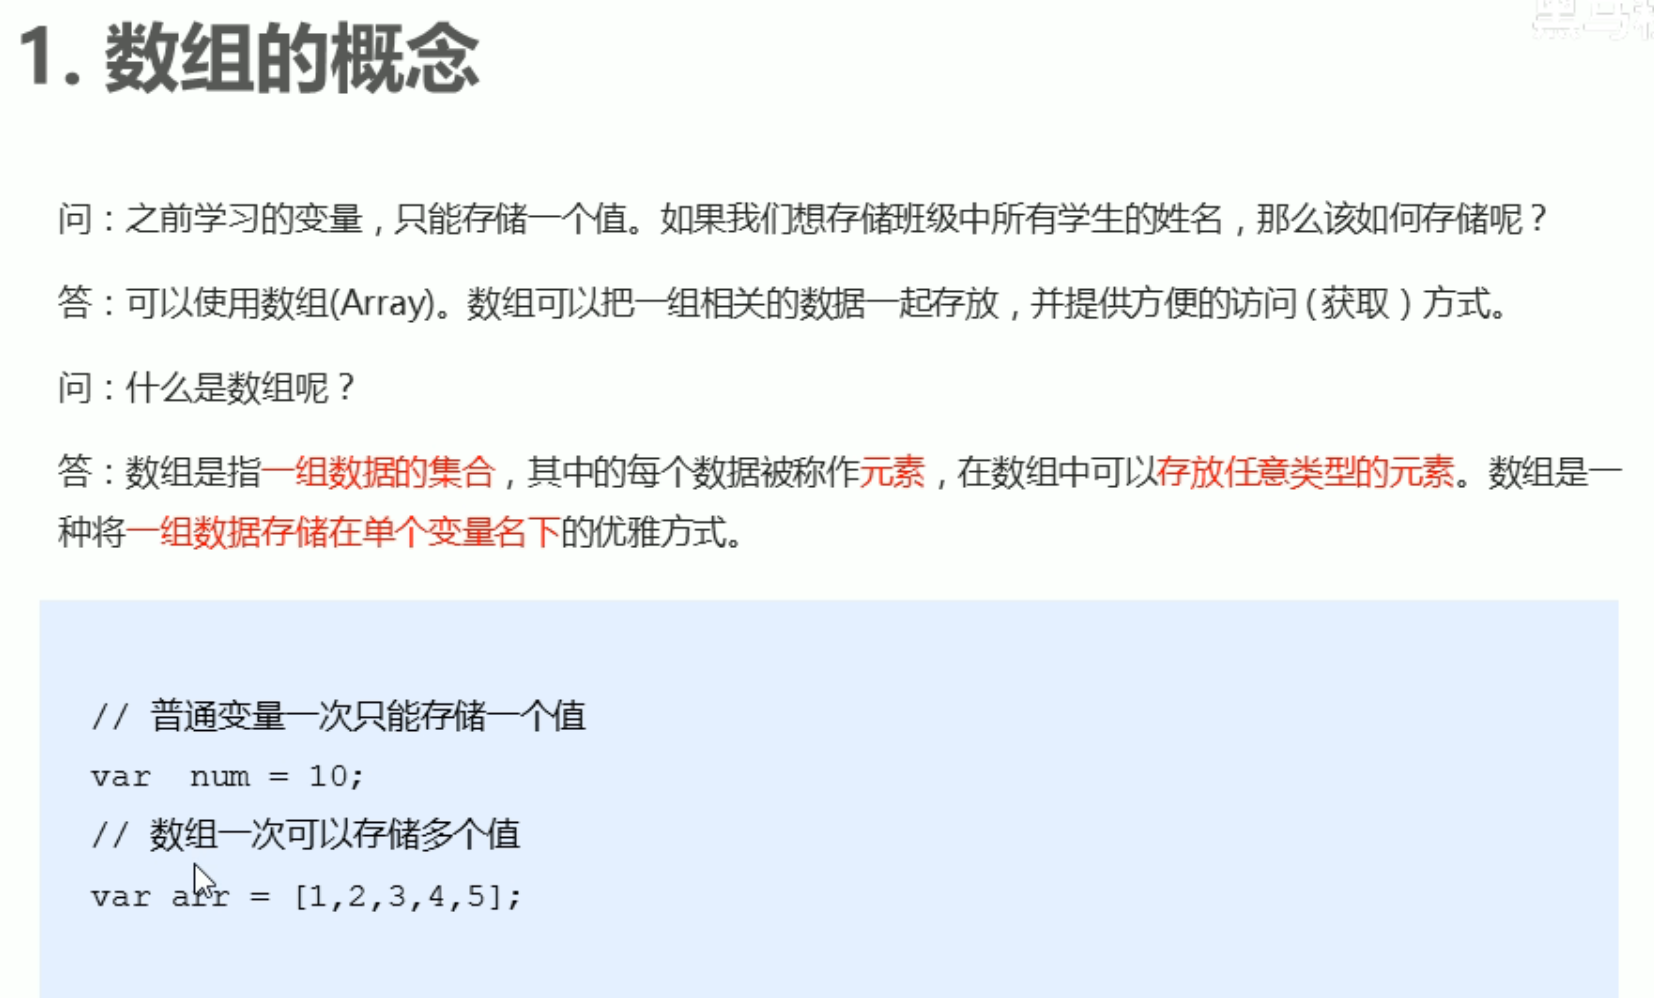 黑马
1. 数组的概念
问：之前学习的变量，只能存储一个值。如果我们想存储班级中所有学生的姓名，那么该如何存储呢？
答：可以使用数组(Array)。数组可以把一组相关的数据一起存放，并提供方便的访问(获取）方式。
问：什么是数组呢？
答：数组是指一组数据的集合，其中的每个数据被称作元素，在数组中可以存放任意类型的元素。数组是一
种将一组数据存储在单个变量名下的优雅方式。
// 普通变量一次只能存储一个值
var  num = 10;
// 数组一次可以存储多个值
var arr = [1,2,3,4,5];